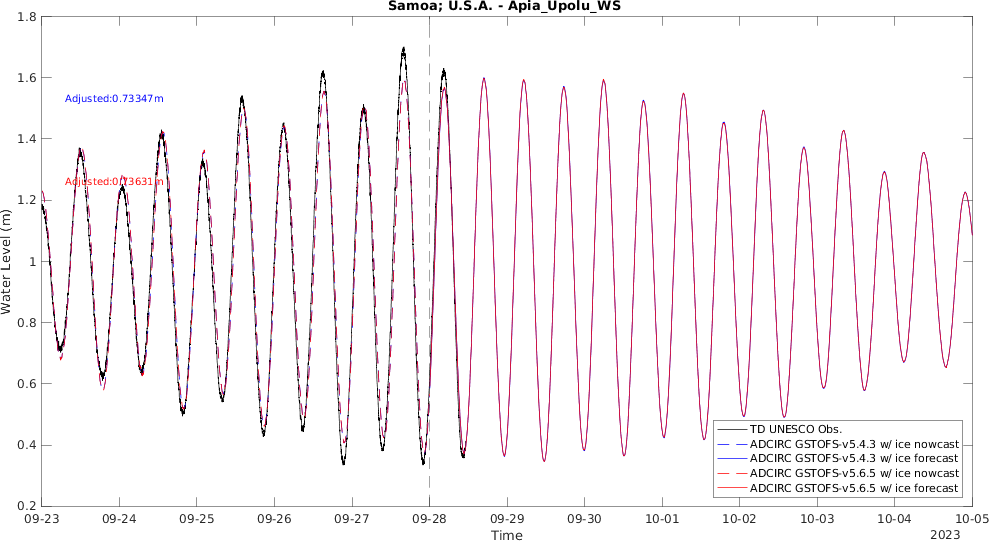 Samoa; U.S.A. - Apia_Upolu_WS
Water Level (m)
1.8
1.6
1.4
1.2
1
0.8
0.6
0.4
0.2
Adjusted:0.73347m
Adjusted:0.73631m
TD UNESCO Obs.
ADCIRC GSTOFS-v5.4.3 w/ ice nowcast
ADCIRC GSTOFS-v5.4.3 w/ ice forecast
ADCIRC GSTOFS-v5.6.5 w/ ice nowcast
ADCIRC GSTOFS-v5.6.5 w/ ice forecast
09-23 09-24 09-25 09-26 09-27 09-28 09-29 09-30 10-01 10-02 10-03 10-04 10-05
Time
2023